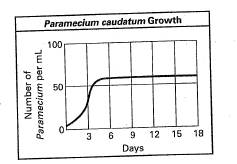 Paramecium caudatum Growth
Number of
Paramecium per mL
100
50
0
3 6 9 12 15 18
Days